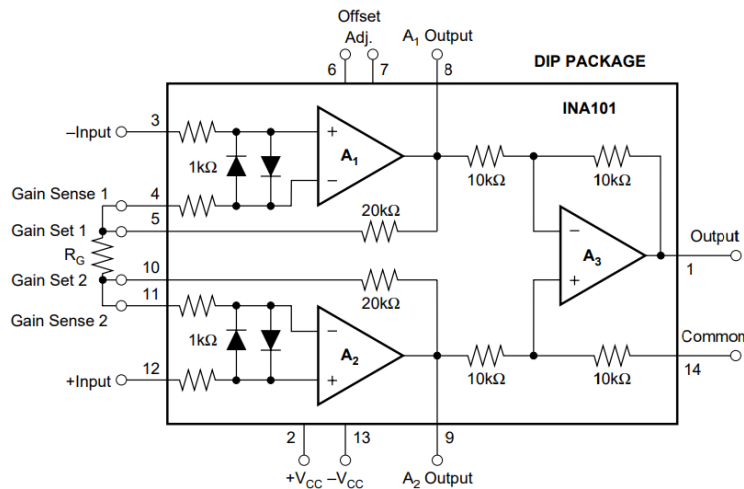 Offset
Adj.
A1 Output
6
7
8
DIP PACKAGE
INA101
–Input
3
1kΩ
+
A1
–
10kΩ
10kΩ
Gain Sense 1
4
Gain Set 1
5
20kΩ
RG
–
A3
+
Output
1
Gain Set 2
10
20kΩ
11
Gain Sense 2
1kΩ
–
A2
+
10kΩ
10kΩ
Common
14
+Input
12
2
13
9
+VCC
–VCC
A2 Output